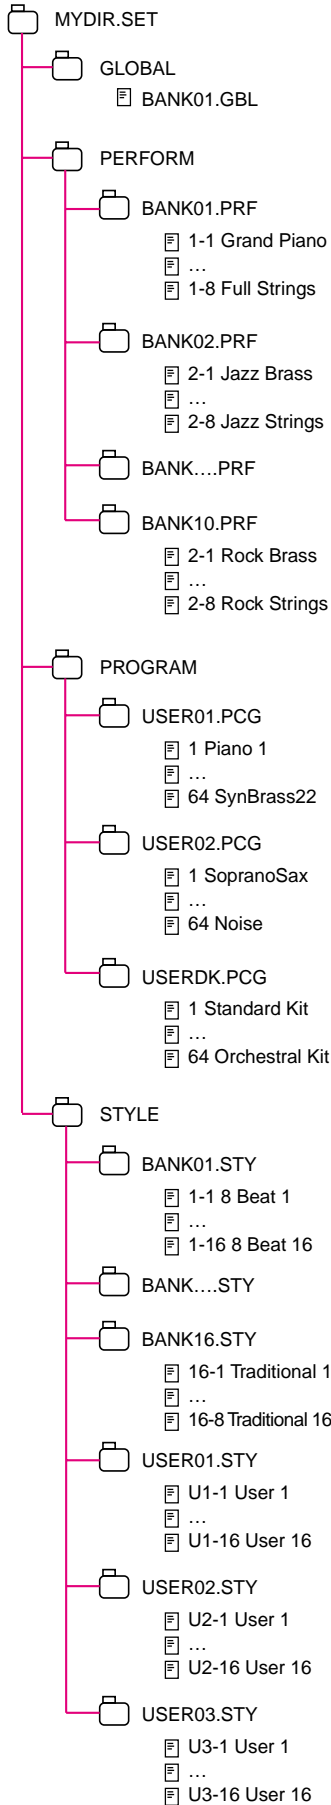 MYDIR.SET
GLOBAL
BANK01.GBL
PERFORM
BANK01.PRF
1-1 Grand Piano
…
1-8 Full Strings
BANK02.PRF
2-1 Jazz Brass
…
2-8 Jazz Strings
BANK….PRF
BANK10.PRF
2-1 Rock Brass
…
2-8 Rock Strings
PROGRAM
USER01.PCG
1 Piano 1
…
64 SynBrass22
USER02.PCG
1 SopranoSax
…
64 Noise
USERDK.PCG
1 Standard Kit
…
64 Orchestral Kit
STYLE
BANK01.STY
1-1 8 Beat 1
…
1-16 8 Beat 16
BANK….STY
BANK16.STY
16-1 Traditional 1
…
16-8 Traditional 16
USER01.STY
U1-1 User 1
…
U1-16 User 16
USER02.STY
U2-1 User 1
…
U2-16 User 16
USER03.STY
U3-1 User 1
…
U3-16 User 16